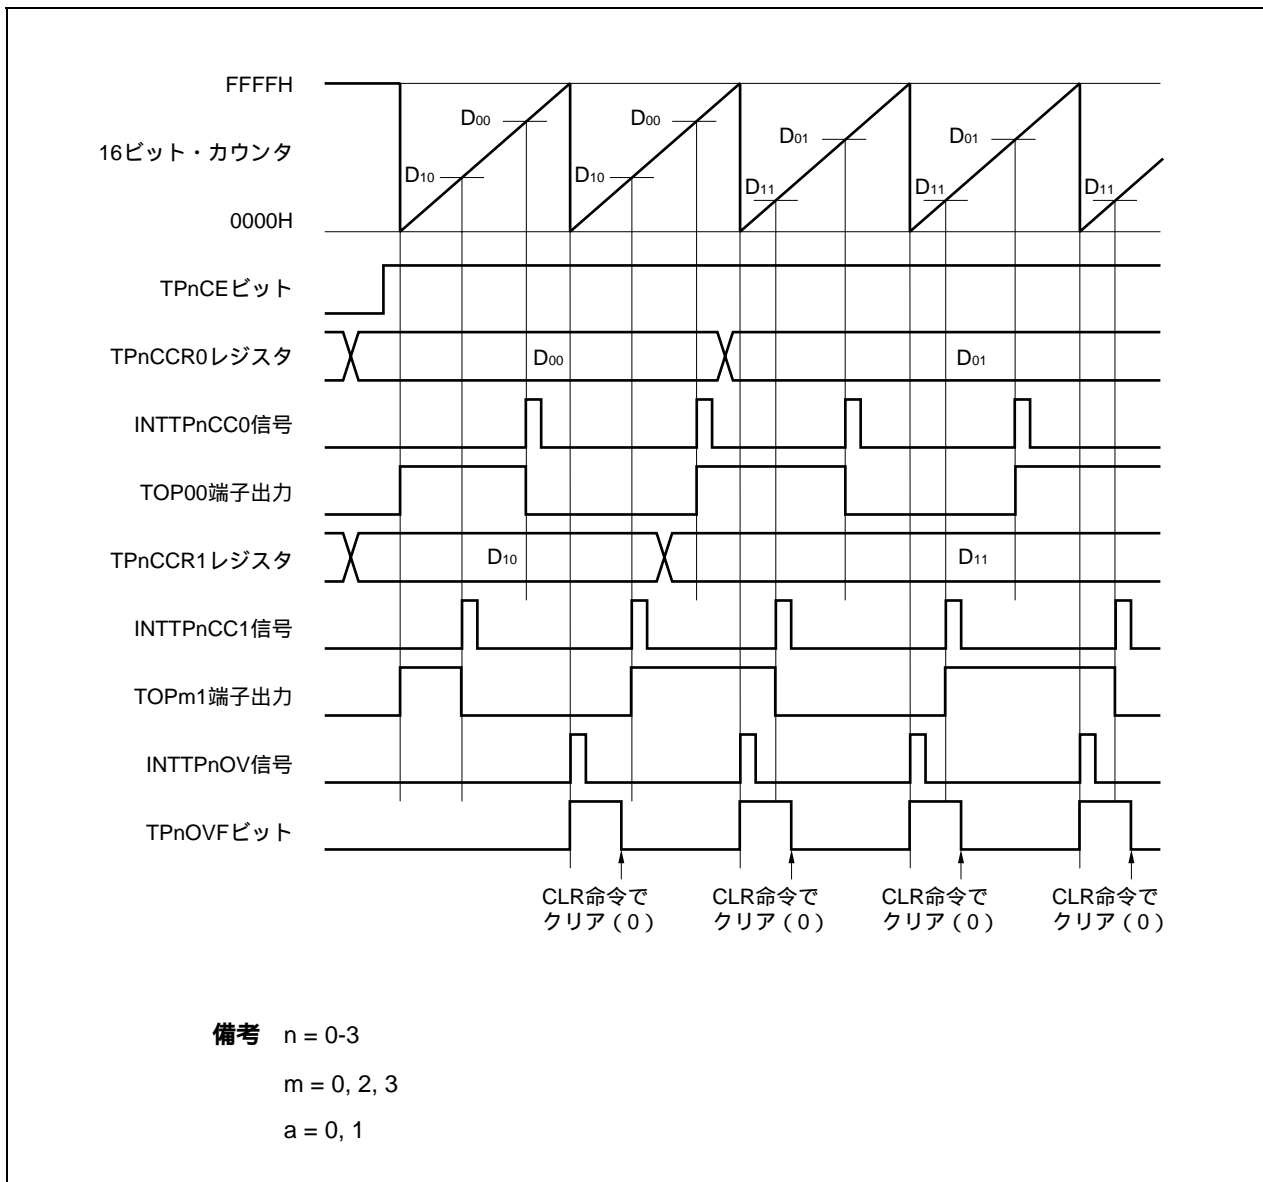 FFFFH
D00 D00
D01 D01
16ビット・カウンタ
D10 D10
D11 D11 D11
0000H
TPnCEビット
TPnCCR0レジスタ D00 D01
INTTPnCC0信号
TOP00端子出力
TPnCCR1レジスタ D10 D11
INTTPnCC1信号
TOPm1端子出力
INTTPnOV信号
TPnOVFビット
CLR命令で CLR命令で CLR命令で CLR命令で
クリア（0） クリア（0） クリア（0） クリア（0）
備考 n = 0-3
m = 0, 2, 3
a = 0, 1